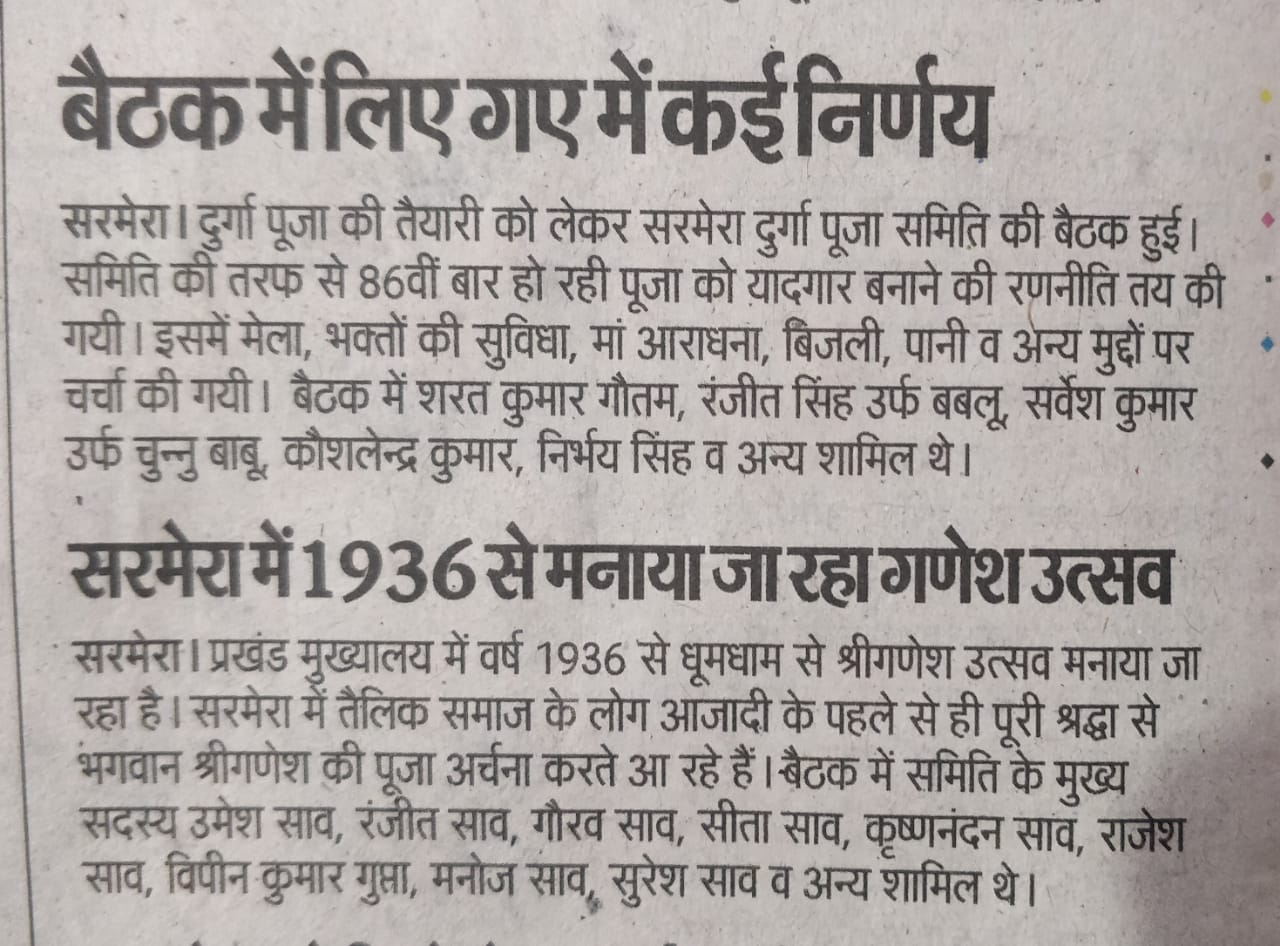 बैठक में लिए गए में कई निर्णय
सरमेरा। दुर्गा पूजा की तैयारी को लेकर सरमेरा दुर्गा पूजा समिति की बैठक हुई।
समिति की तरफ से 86वीं बार हो रही पूजा को यादगार बनाने की रणनीति तय की
गयी। इसमें मेला, भक्तों की सुविधा, मां आराधना, बिजली, पानी व अन्य मुद्दों पर
चर्चा की गयी। बैठक में शरत कुमार गौतम, रंजीत सिंह उर्फ बबलू, सर्वेश कुमार
उर्फ चुन्नु बाबू, कौशलेन्द्र कुमार, निर्भय सिंह व अन्य शामिल थे।
सरमेरा में 1936 से मनाया जा रहा गणेश उत्सव
सरमेरा। प्रखंड मुख्यालय में वर्ष 1936 से धूमधाम से श्रीगणेश उत्सव मनाया जा
रहा है। सरमेरा में तैलिक समाज के लोग आजादी के पहले से ही पूरी श्रद्धा से
भगवान श्रीगणेश की पूजा अर्चना करते आ रहे हैं। बैठक में समिति के मुख्य
सदस्य उमेश साव, रंजीत साव, गौरव साव, सीता साव, कृष्णनंदन साव, राजेश
साव, विपीन कुमार गुप्ता, मनोज साव, सुरेश साव व अन्य शामिल थे।